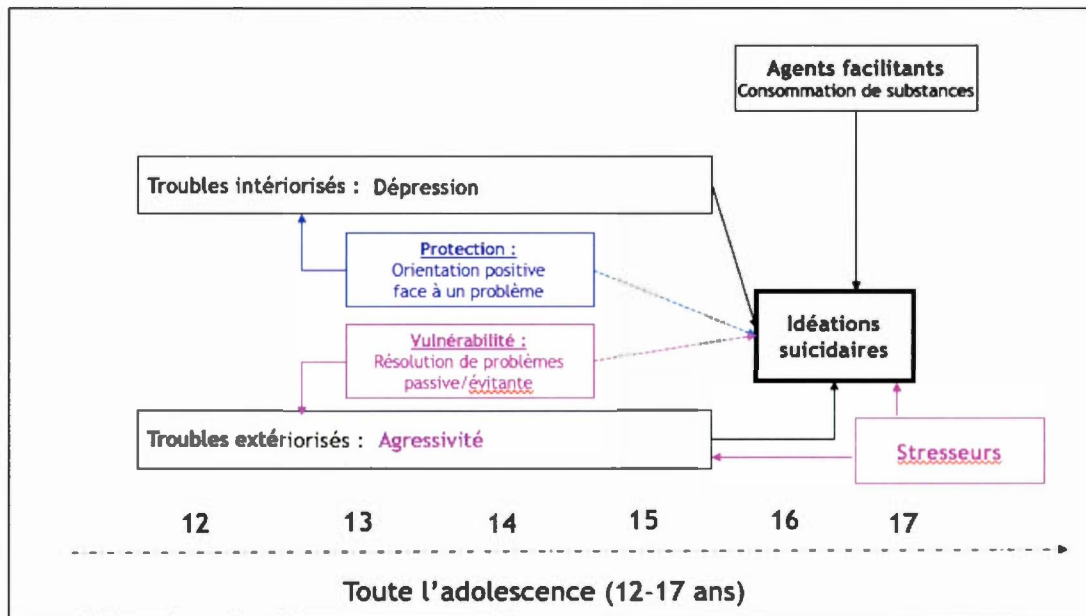 Agents facilitants
Consommation de substances
Troubles intériorisés : Dépression
Protection :
Orientation positive
face à un problème
Vulnérabilité :
Résolution de problèmes
passive/évitante
Idéations
suicidaires
Troubles extériorisés : Agressivité
Stresseurs
12 13 14 15 16 17
Toute l'adolescence (12-17 ans)